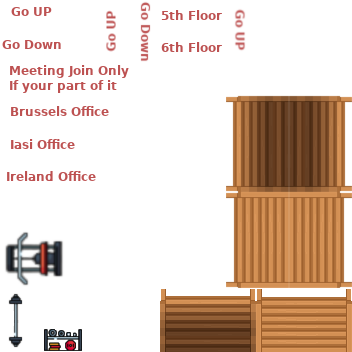 Go UP
Go Down
Meeting Join Only
If your part of it
Brussels Office
Iasi Office
Ireland Office
Go UP
Go Down
5th Floor
6th Floor
Go UP